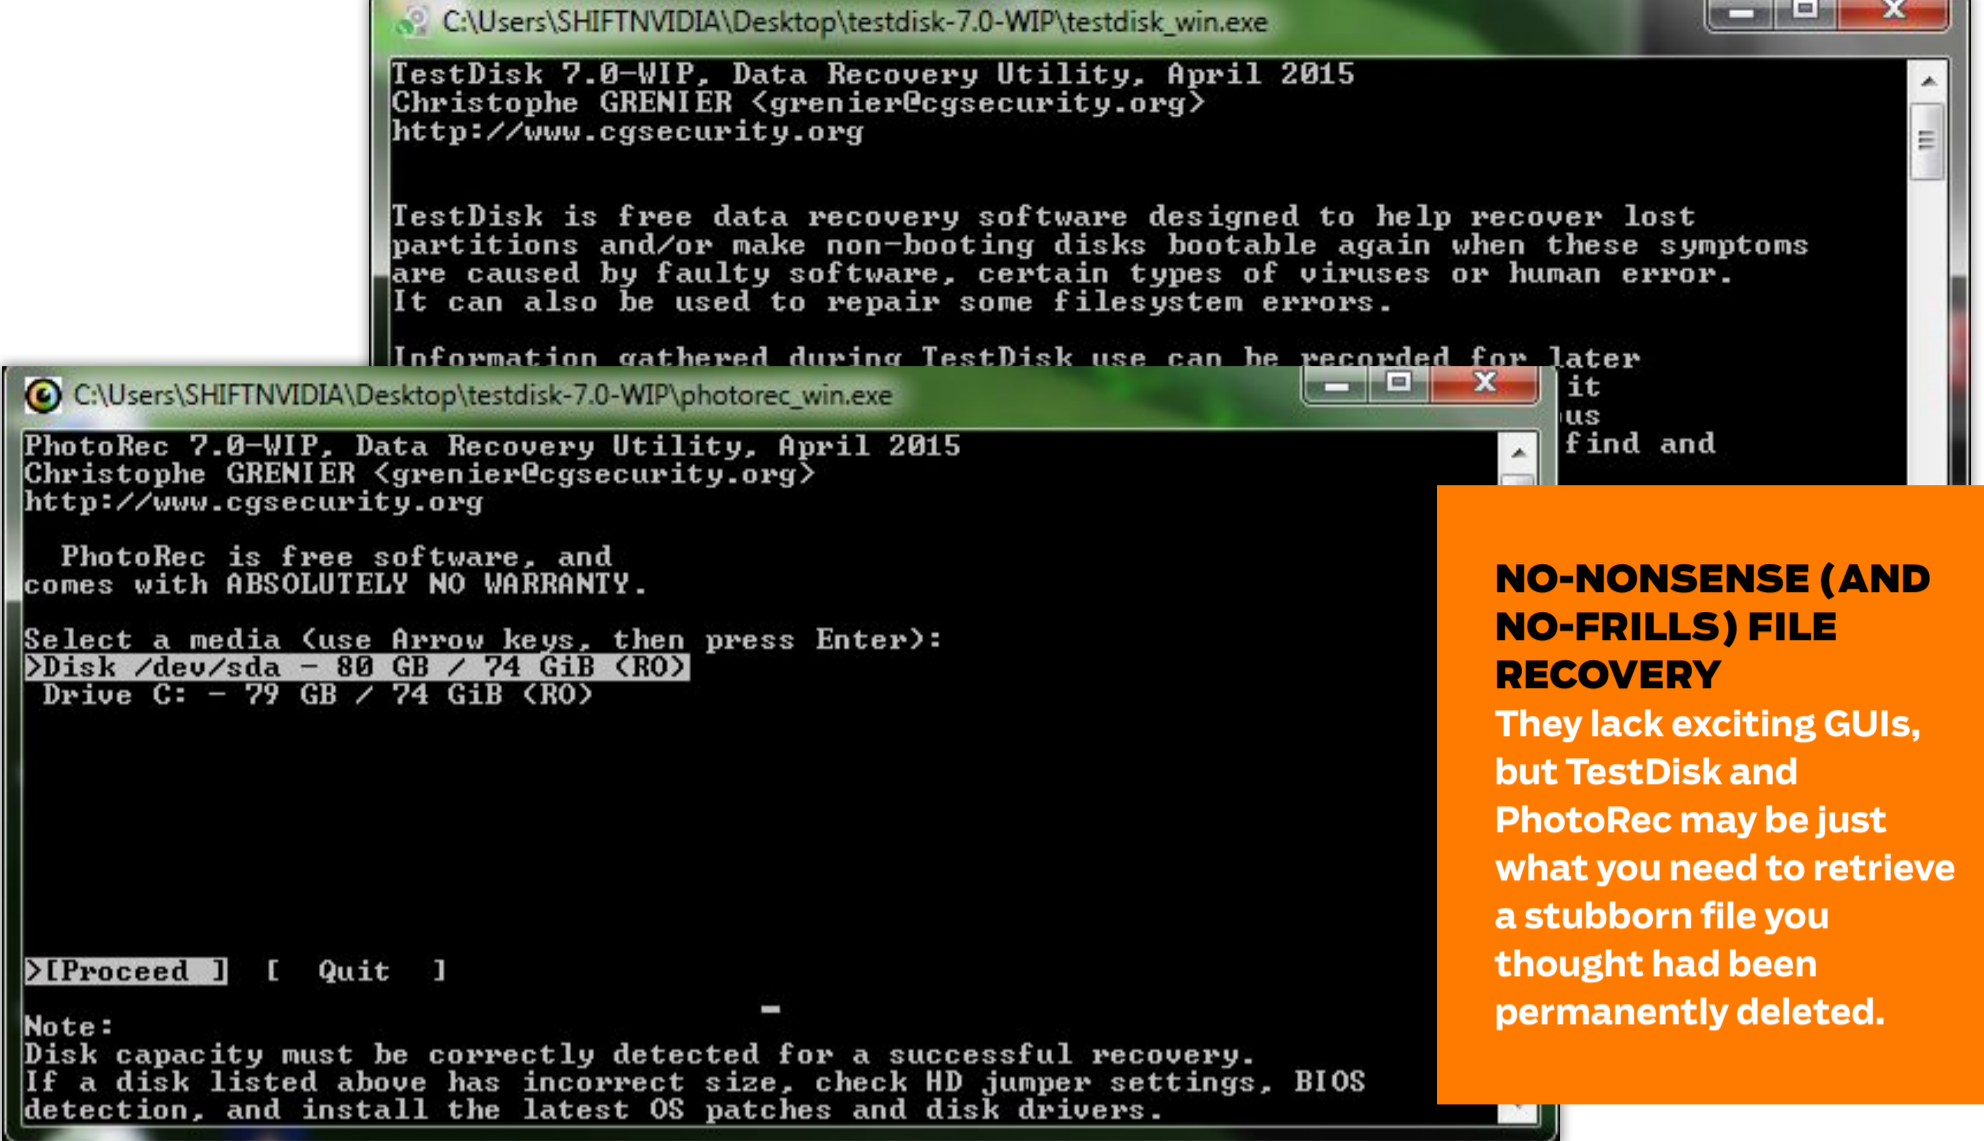 C:\Users\SHIFTNVIDIA\Desktop\testdisk-7.0-WIP\testdisk_win.exe
TestDisk 7.0-WIP, Data Recovery Utility, April 2015
Christophe GRENIER <grenier@cgsecurity.org>
http://www.cgsecurity.org
TestDisk is free data recovery software designed to help recover lost
partitions and/or make non-booting disks bootable again when these symptoms
are caused by faulty software, certain types of viruses or human error.
It can also be used to repair some filesystem errors.
Information gathered during TestDisk use can be recorded for later
it
us
find and
C:\Users\SHIFTNVIDIA\Desktop\testdisk-7.0-WIP\photorec_win.exe
PhotoRec 7.0-WIP, Data Recovery Utility, April 2015
Christophe GRENIER <grenier@cgsecurity.org>
http://www.cgsecurity.org
PhotoRec is free software, and
comes with ABSOLUTELY NO WARRANTY.
Select a media (use Arrow keys, then press Enter):
>Disk /dev/sda - 80 GB / 74 GiB (RO)
Drive C: - 79 GB / 74 GiB (RO)
>[Proceed ] [ Quit ]
Note:
Disk capacity must be correctly detected for a successful recovery.
If a disk listed above has incorrect size, check HD jumper settings, BIOS
detection, and install the latest OS patches and disk drivers.
NO-NONSENSE (AND
NO-FRILLS) FILE
RECOVERY
They lack exciting GUIs,
but TestDisk and
PhotoRec may be just
what you need to retrieve
a stubborn file you
thought had been
permanently deleted.